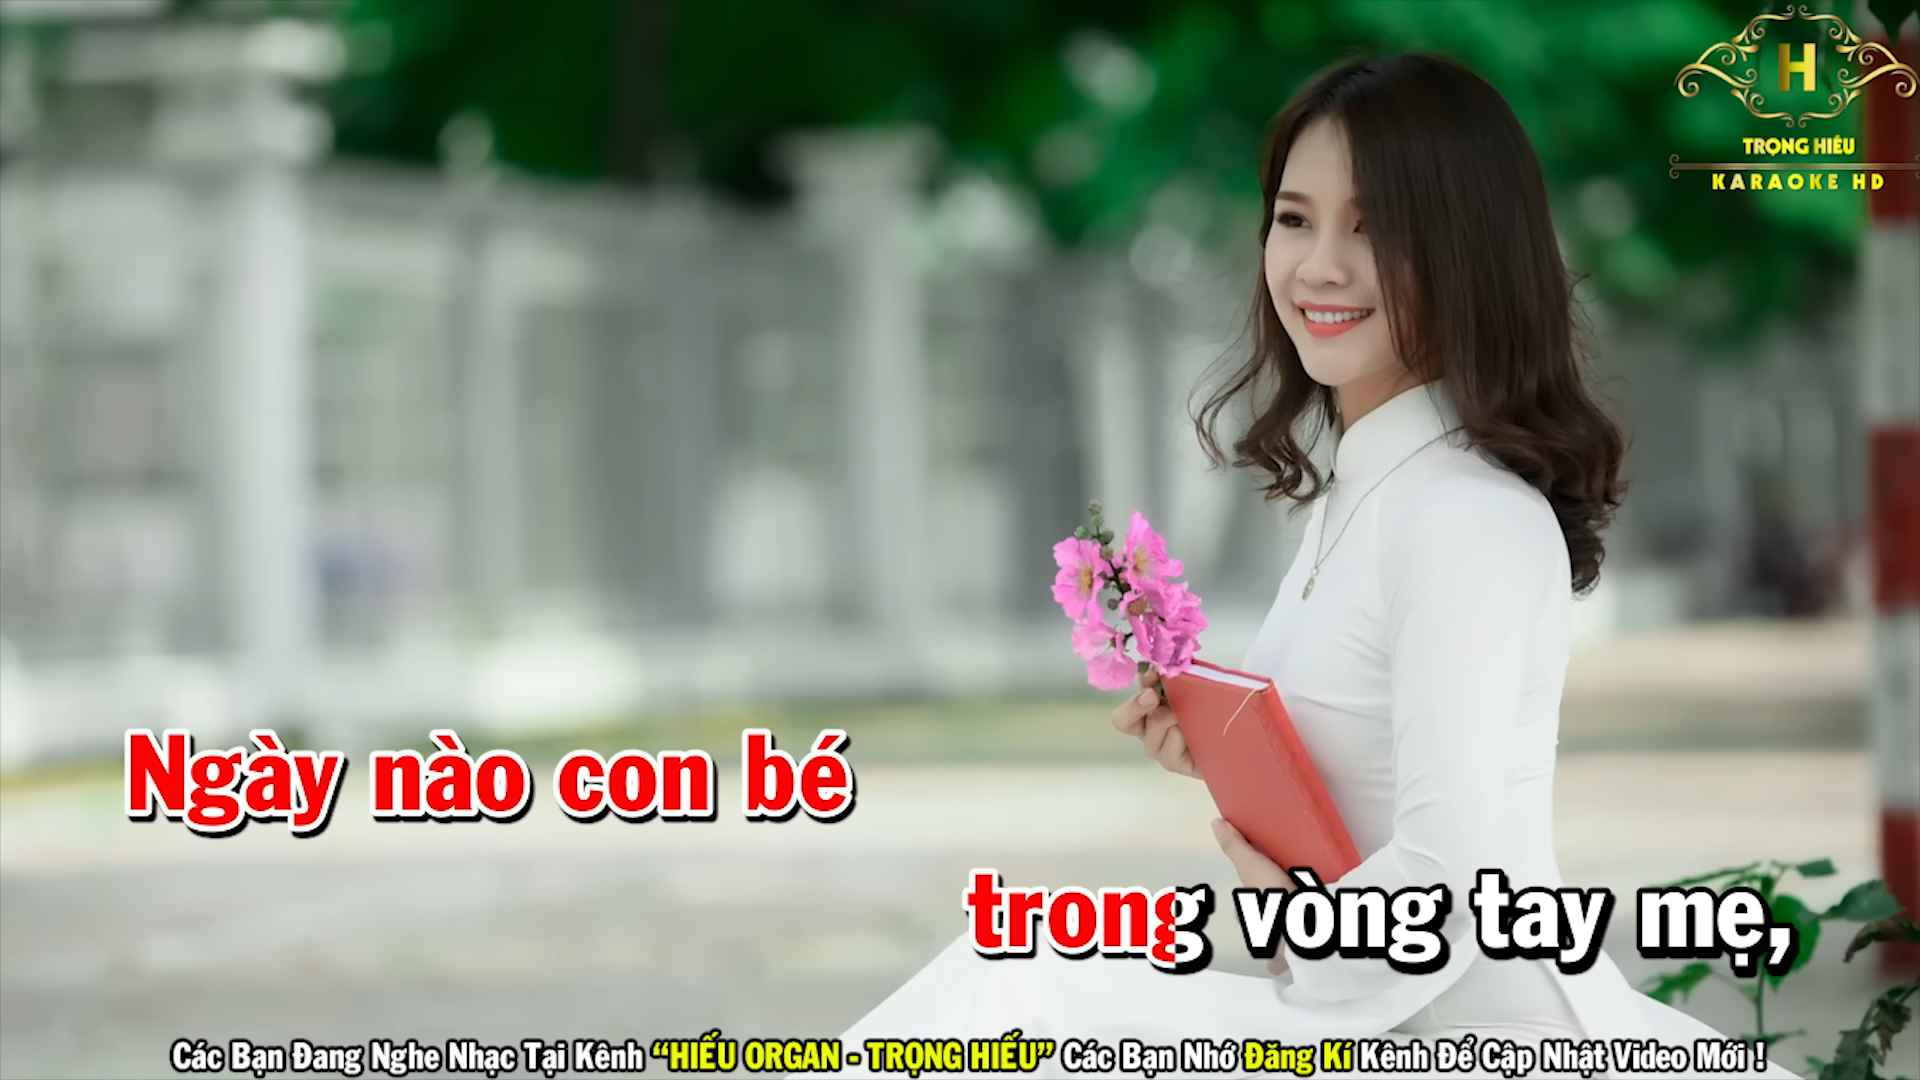 H
TRỌNG HIẾU
KARAOKE HD
Ngày nào con bé
trong vòng tay mẹ,
Các Bạn Đang Nghe Nhạc Tại Kênh “HIẾU ORGAN - TRỌNG HIẾU” Các Bạn Nhớ Đăng Kí Kênh Để Cập Nhật Video Mới !